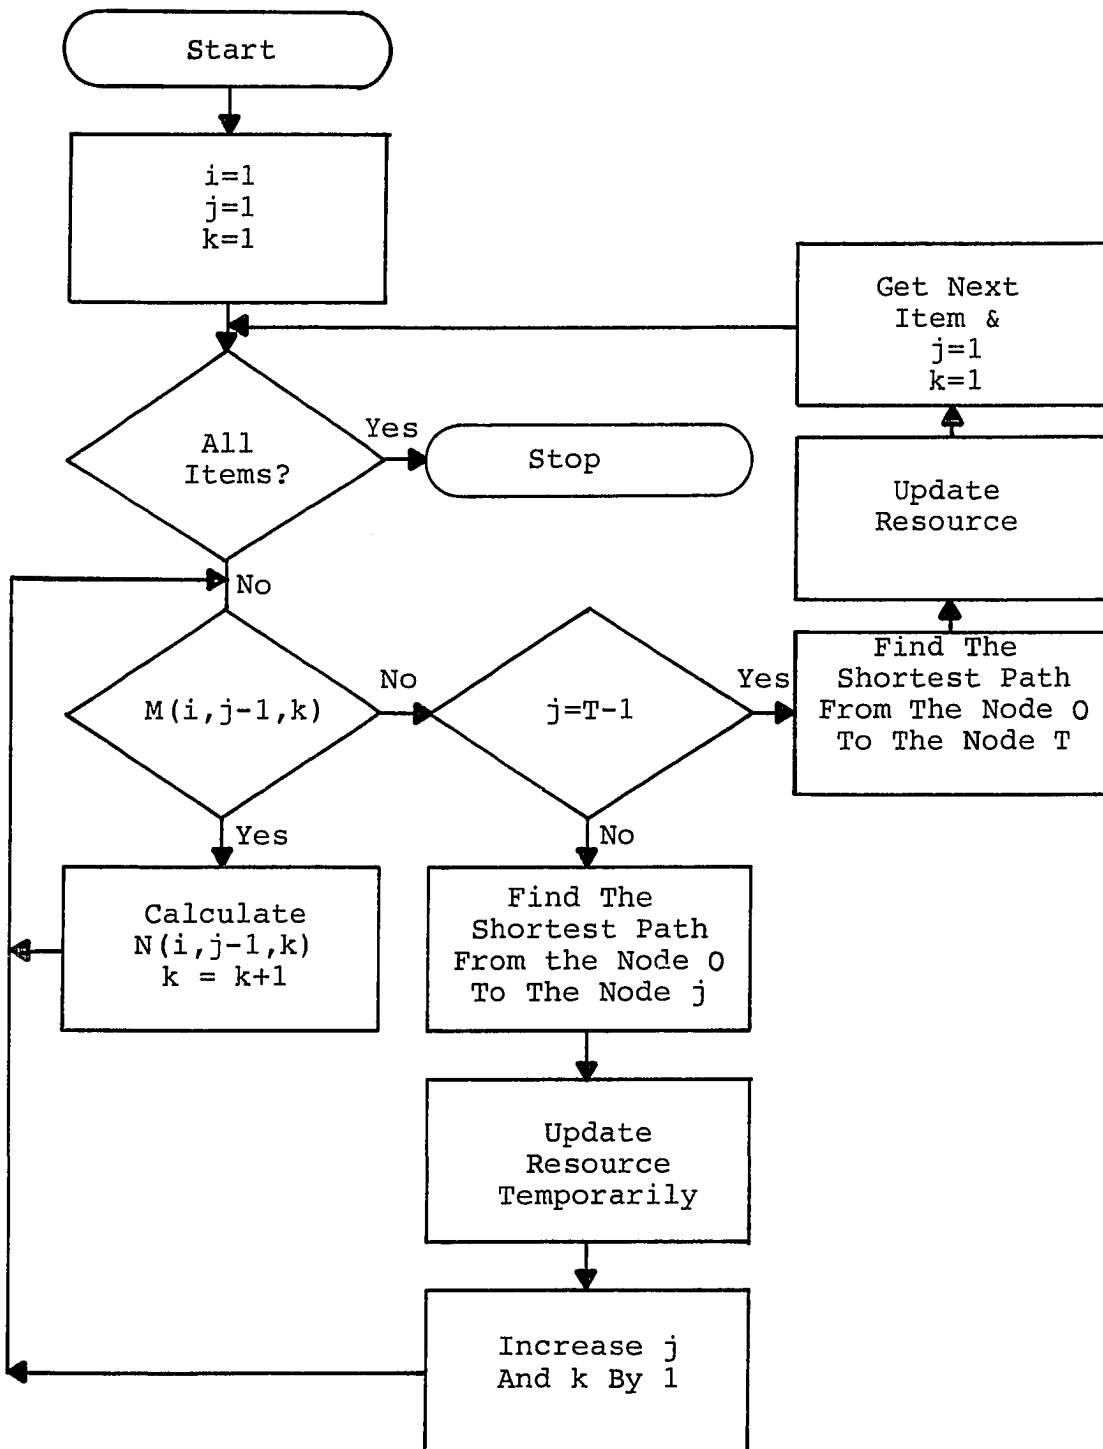 Start
i=1
j=1
k=1
Get Next
Item &
j=1
k=1
All
Items?
Yes
Stop
Update
Resource
No
M(i,j-1,k)
No
j=T-1
Yes
Find The
Shortest Path
From The Node 0
To The Node T
Yes
No
Calculate
N(i,j-1,k)
k = k+1
Find The
Shortest Path
From the Node 0
To The Node j
Update
Resource
Temporarily
Increase j
And k By 1